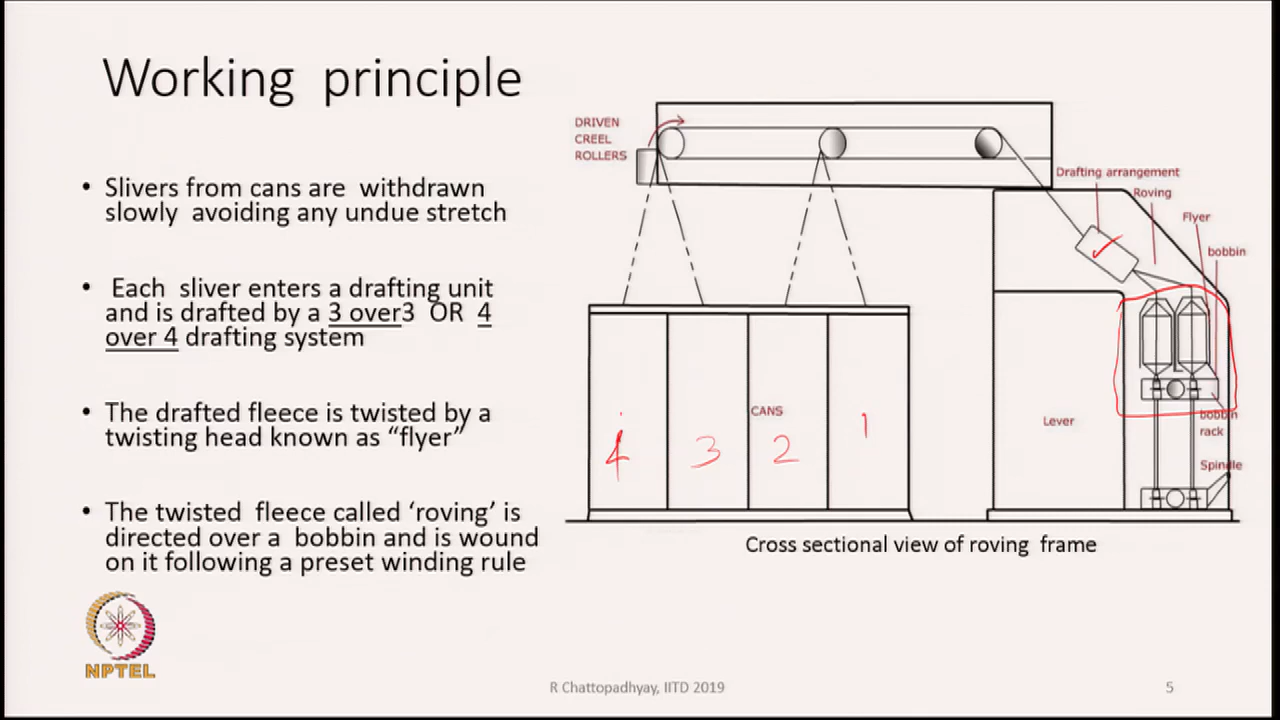 Working principle
• Slivers from cans are withdrawn
slowly avoiding any undue stretch
• Each sliver enters a drafting unit
and is drafted by a 3 over3 OR 4
over 4 drafting system
• The drafted fleece is twisted by a
twisting head known as “flyer”
• The twisted fleece called ‘roving’ is
directed over a bobbin and is wound
on it following a preset winding rule
DRIVEN
CREEL
ROLLERS
Drafting arrangement
Roving
Flyer
bobbin
CANS
4 3 2 1
Lever
bobbin
rack
Spindle
Cross sectional view of roving frame
NPTEL
R Chattopadhyay, IITD 2019
5